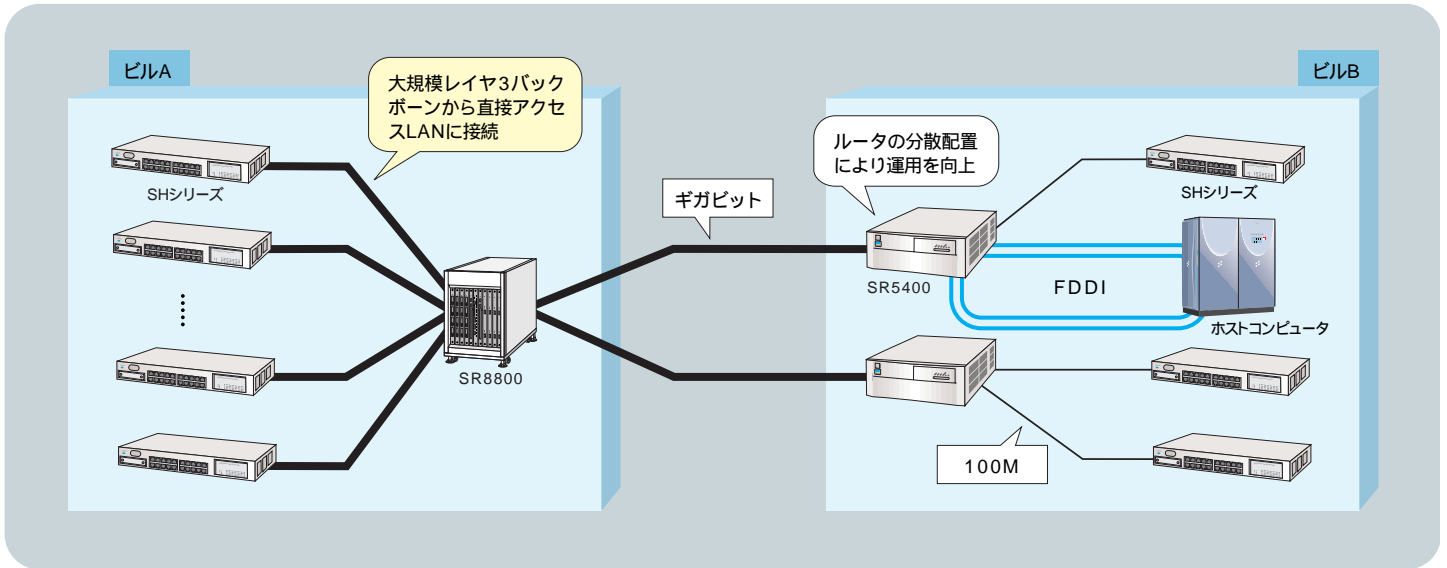 ビルA
大規模レイヤ3バック
ボーンから直接アクセ
スLANに接続
SHシリーズ
SR8800
ギガビット
ビルB
ルータの分散配置
により運用を向上
SHシリーズ
SR5400
FDDI
ホストコンピュータ
100M